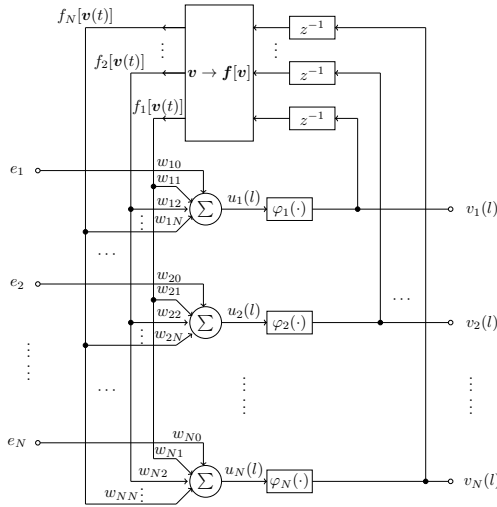 f_N[v(t)]
z^{-1}
f_2[v(t)]
v → f[v]
z^{-1}
f_1[v(t)]
z^{-1}
e_1
w_{10}
w_{11}
w_{12}
w_{1N}
Σ
u_1(l)
φ_1(·)
v_1(l)
e_2
w_{20}
w_{21}
w_{22}
w_{2N}
Σ
u_2(l)
φ_2(·)
v_2(l)
e_N
w_{N0}
w_{N1}
w_{N2}
w_{NN}
Σ
u_N(l)
φ_N(·)
v_N(l)